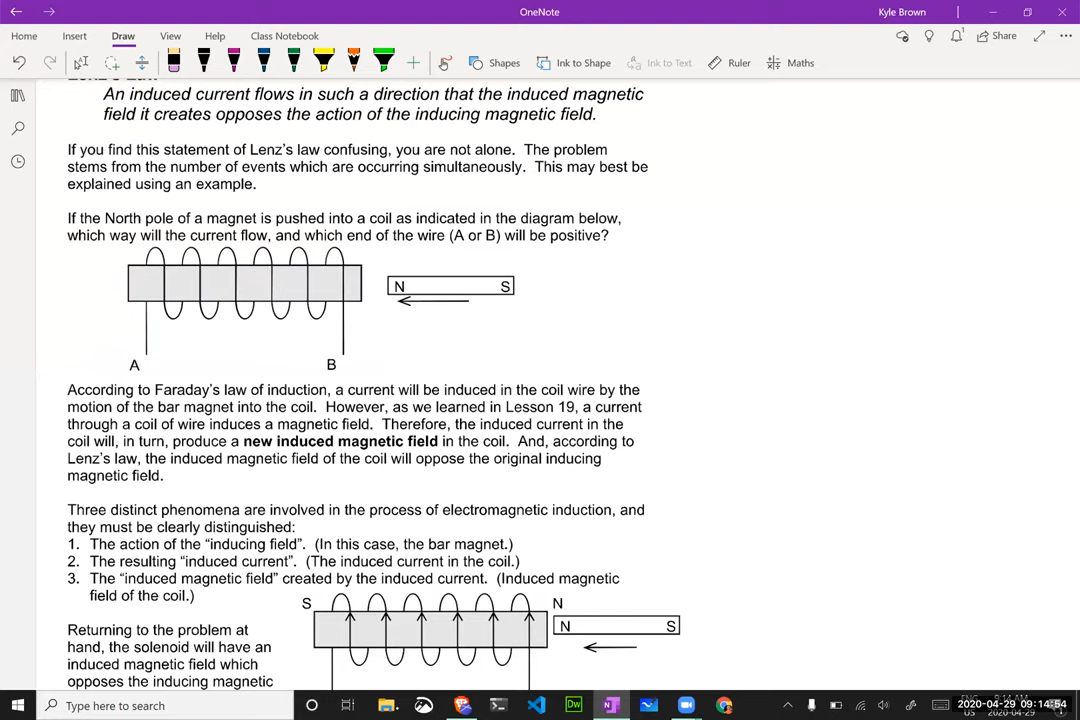 OneNote
Kyle Brown
Home Insert Draw View Help Class Notebook
Share
Shapes Ink to Shape Ink to Text Ruler Maths
An induced current flows in such a direction that the induced magnetic
field it creates opposes the action of the inducing magnetic field.
If you find this statement of Lenz's law confusing, you are not alone. The problem
stems from the number of events which are occurring simultaneously. This may best be
explained using an example.
If the North pole of a magnet is pushed into a coil as indicated in the diagram below,
which way will the current flow, and which end of the wire (A or B) will be positive?
N S
A B
According to Faraday's law of induction, a current will be induced in the coil wire by the
motion of the bar magnet into the coil. However, as we learned in Lesson 19, a current
through a coil of wire induces a magnetic field. Therefore, the induced current in the
coil will, in turn, produce a new induced magnetic field in the coil. And, according to
Lenz's law, the induced magnetic field of the coil will oppose the original inducing
magnetic field.
Three distinct phenomena are involved in the process of electromagnetic induction, and
they must be clearly distinguished:
1. The action of the "inducing field". (In this case, the bar magnet.)
2. The resulting "induced current". (The induced current in the coil.)
3. The "induced magnetic field" created by the induced current. (Induced magnetic
field of the coil.)
S N
N S
Returning to the problem at
hand, the solenoid will have an
induced magnetic field which
opposes the inducing magnetic
Type here to search
Dw
2020-04-29 09:14:54